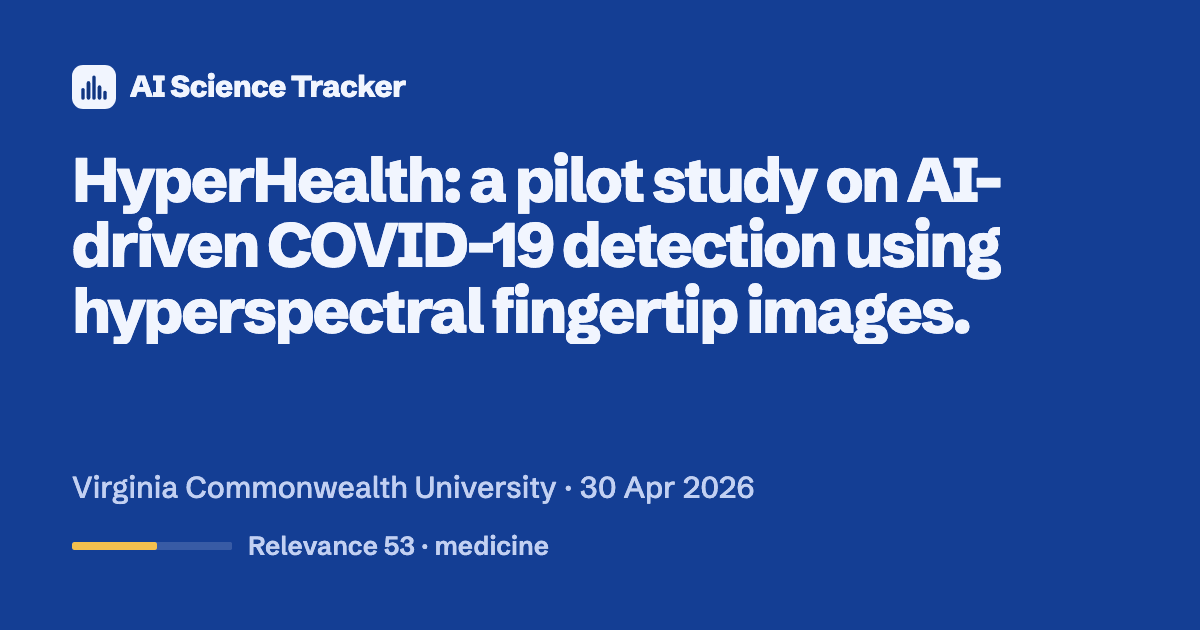 AI Science Tracker
HyperHealth: a pilot study on AI-
driven COVID-19 detection using
hyperspectral fingertip images.
Virginia Commonwealth University · 30 Apr 2026
Relevance 53 · medicine